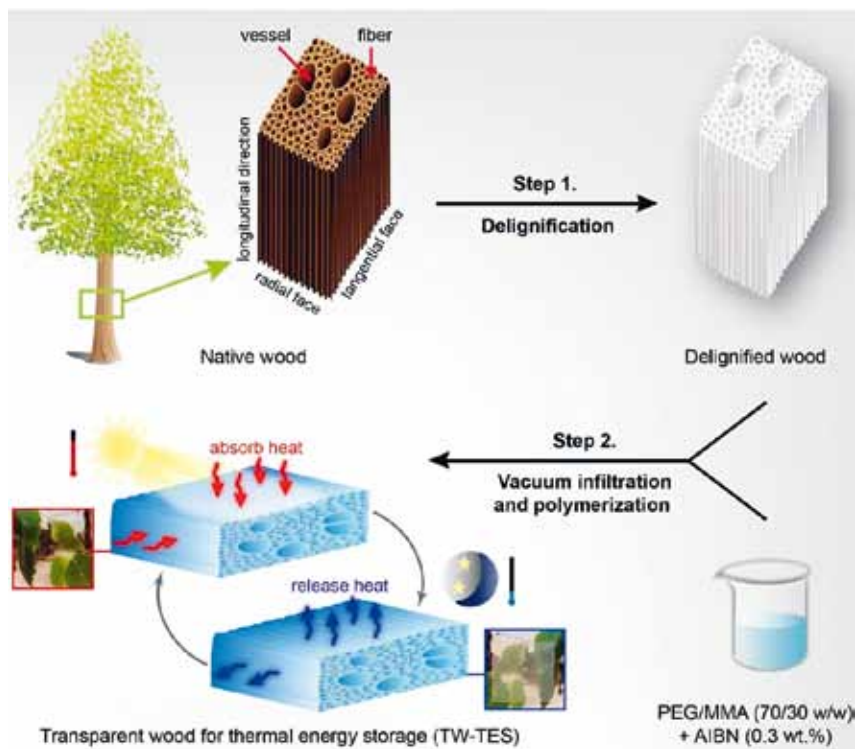 vessel
fiber
longitudinal direction
radial face
tangential face
Native wood
Step 1.
Delignification
Delignified wood
Step 2.
Vacuum infiltration
and polymerization
absorb heat
release heat
PEG/MMA (70/30 w/w)
+ AIBN (0.3 wt.%)
Transparent wood for thermal energy storage (TW-TES)